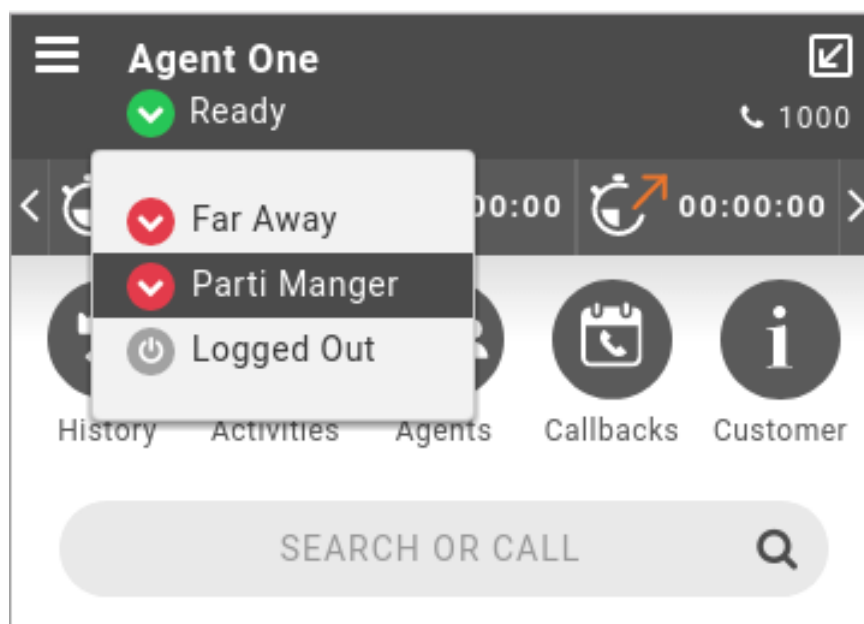 Agent One
Ready
1000
Far Away
00:00
00:00:00
Parti Manger
Logged Out
History Activities Agents Callbacks Customer
SEARCH OR CALL